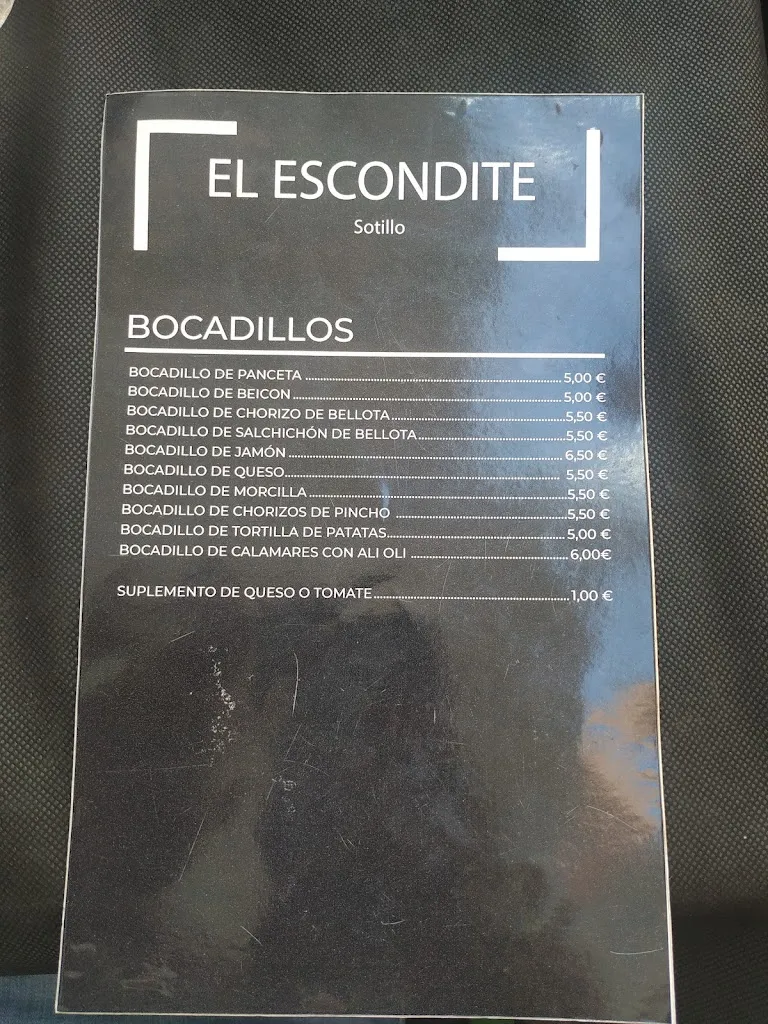 EL ESCONDITE
Sotillo
BOCADILLOS
BOCADILLO DE PANCETA ........ 5,00 €
BOCADILLO DE BEICON ........ 5,00 €
BOCADILLO DE CHORIZO DE BELLOTA ........ 5,50 €
BOCADILLO DE SALCHICHÓN DE BELLOTA ........ 5,50 €
BOCADILLO DE JAMÓN ........ 6,50 €
BOCADILLO DE QUESO ........ 5,50 €
BOCADILLO DE MORCILLA ........ 5,50 €
BOCADILLO DE CHORIZOS DE PINCHO ........ 5,50 €
BOCADILLO DE TORTILLA DE PATATAS ........ 5,00 €
BOCADILLO DE CALAMARES CON ALI OLI ........ 6,00€
SUPLEMENTO DE QUESO O TOMATE ........ 1,00 €